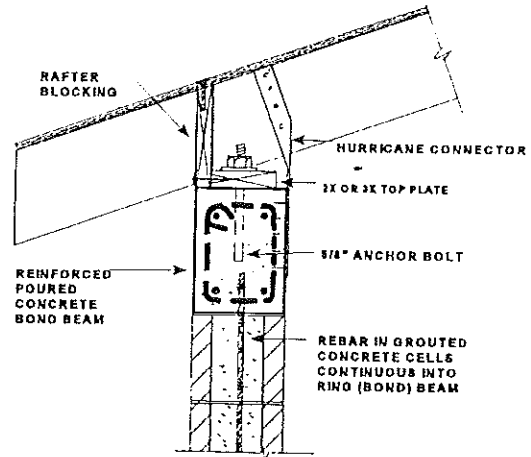 RAFTER
BLOCKING
HURRICANE CONNECTOR
2X OR 3X TOP PLATE
5/8" ANCHOR BOLT
REINFORCED
POURED
CONCRETE
BOND BEAM
REBAR IN GROUTED
CONCRETE CELLS
CONTINUOUS INTO
RING (BOND) BEAM